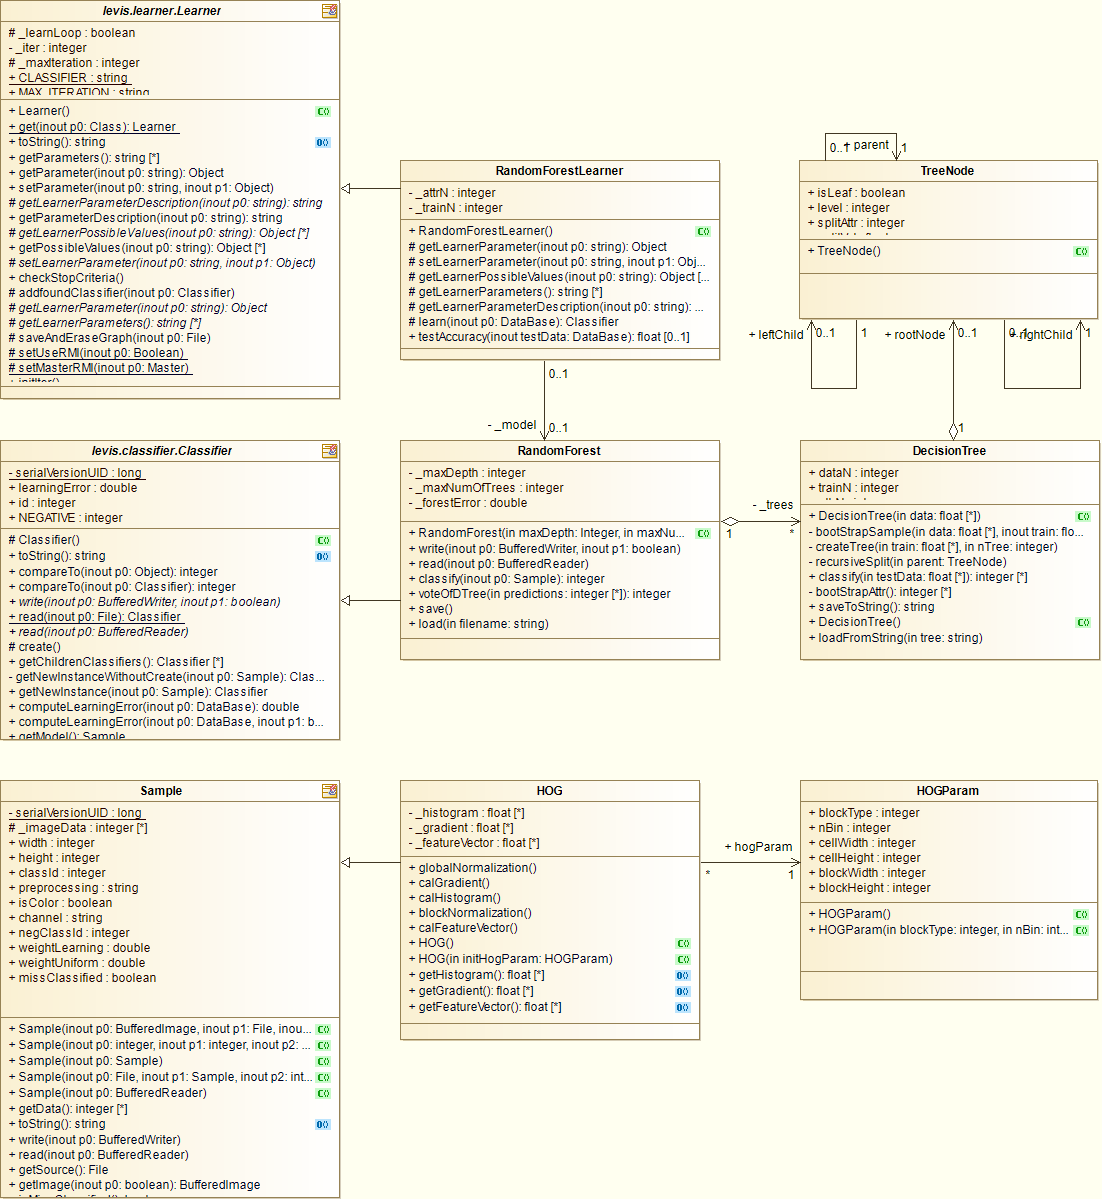 levis.learner.Learner
# _learnLoop : boolean
- _iter : integer
# _maxIteration : integer
+ CLASSIFIER : string
+ MAX_ITERATION : string
+ Learner()
+ get(inout p0: Class): Learner
+ toString(): string
+ getParameters(): string [*]
+ getParameter(inout p0: string): Object
+ setParameter(inout p0: string, inout p1: Object)
# getLearnerParameterDescription(inout p0: string): string
+ getParameterDescription(inout p0: string): string
# getLearnerPossibleValues(inout p0: string): Object [*]
+ getPossibleValues(inout p0: string): Object [*]
# setLearnerParameter(inout p0: string, inout p1: Object)
+ checkStopCriteria()
# addfoundClassifier(inout p0: Classifier)
# getLearnerParameter(inout p0: string): Object
# getLearnerParameters(): string [*]
# saveAndEraseGraph(inout p0: File)
# setUseRMI(inout p0: Boolean)
# setMasterRMI(inout p0: Master)
+ initIter()
RandomForestLearner
- _attrN : integer
- _trainN : integer
+ RandomForestLearner()
# getLearnerParameter(inout p0: string): Object
# setLearnerParameter(inout p0: string, inout p1: Obj...
# getLearnerPossibleValues(inout p0: string): Object [...
# getLearnerParameters(): string [*]
# getLearnerParameterDescription(inout p0: string): ...
# learn(inout p0: DataBase): Classifier
+ testAccuracy(inout testData: DataBase): float [0..1]
0..1
- _model
0..1
0..1
+ parent
1
TreeNode
+ isLeaf : boolean
+ level : integer
+ splitAttr : integer
+ TreeNode()
+ leftChild
0..1
1
+ rootNode
0..1
0..1
+ rightChild
1
1
levis.classifier.Classifier
- serialVersionUID : long
+ learningError : double
+ id : integer
+ NEGATIVE : integer
# Classifier()
+ toString(): string
+ compareTo(inout p0: Object): integer
+ compareTo(inout p0: Classifier): integer
+ write(inout p0: BufferedWriter, inout p1: boolean)
+ read(inout p0: File): Classifier
+ read(inout p0: BufferedReader)
# create()
+ getChildrenClassifiers(): Classifier [*]
- getNewInstanceWithoutCreate(inout p0: Sample): Clas...
+ getNewInstance(inout p0: Sample): Classifier
+ computeLearningError(inout p0: DataBase): double
+ computeLearningError(inout p0: DataBase, inout p1: b...
+ getModel(): Sample
RandomForest
- _maxDepth : integer
- _maxNumOfTrees : integer
- _forestError : double
+ RandomForest(in maxDepth: Integer, in maxNu...
+ write(inout p0: BufferedWriter, inout p1: boolean)
+ read(inout p0: BufferedReader)
+ classify(inout p0: Sample): integer
+ voteOfDTree(in predictions: integer [*]): integer
+ save()
+ load(in filename: string)
- _trees
1
*
DecisionTree
+ dataN : integer
+ trainN : integer
+ DecisionTree(in data: float [*])
- bootStrapSample(in data: float [*], inout train: flo...
- createTree(in train: float [*], in nTree: integer)
- recursiveSplit(in parent: TreeNode)
+ classify(in testData: float [*]): integer [*]
- bootStrapAttr(): integer [*]
+ saveToString(): string
+ DecisionTree()
+ loadFromString(in tree: string)
Sample
- serialVersionUID : long
# _imageData : integer [*]
+ width : integer
+ height : integer
+ classId : integer
+ preprocessing : string
+ isColor : boolean
+ channel : string
+ negClassId : integer
+ weightLearning : double
+ weightUniform : double
+ missClassified : boolean
+ Sample(inout p0: BufferedImage, inout p1: File, inou...
+ Sample(inout p0: integer, inout p1: integer, inout p2: ...
+ Sample(inout p0: Sample)
+ Sample(inout p0: File, inout p1: Sample, inout p2: int...
+ Sample(inout p0: BufferedReader)
+ getData(): integer [*]
+ toString(): string
+ write(inout p0: BufferedWriter)
+ read(inout p0: BufferedReader)
+ getSource(): File
+ getImage(inout p0: boolean): BufferedImage
HOG
- _histogram : float [*]
- _gradient : float [*]
- _featureVector : float [*]
+ globalNormalization()
+ calGradient()
+ calHistogram()
+ blockNormalization()
+ calFeatureVector()
+ HOG()
+ HOG(in initHogParam: HOGParam)
+ getHistogram(): float [*]
+ getGradient(): float [*]
+ getFeatureVector(): float [*]
+ hogParam
*
1
HOGParam
+ blockType : integer
+ nBin : integer
+ cellWidth : integer
+ cellHeight : integer
+ blockWidth : integer
+ blockHeight : integer
+ HOGParam()
+ HOGParam(in blockType: integer, in nBin: int...